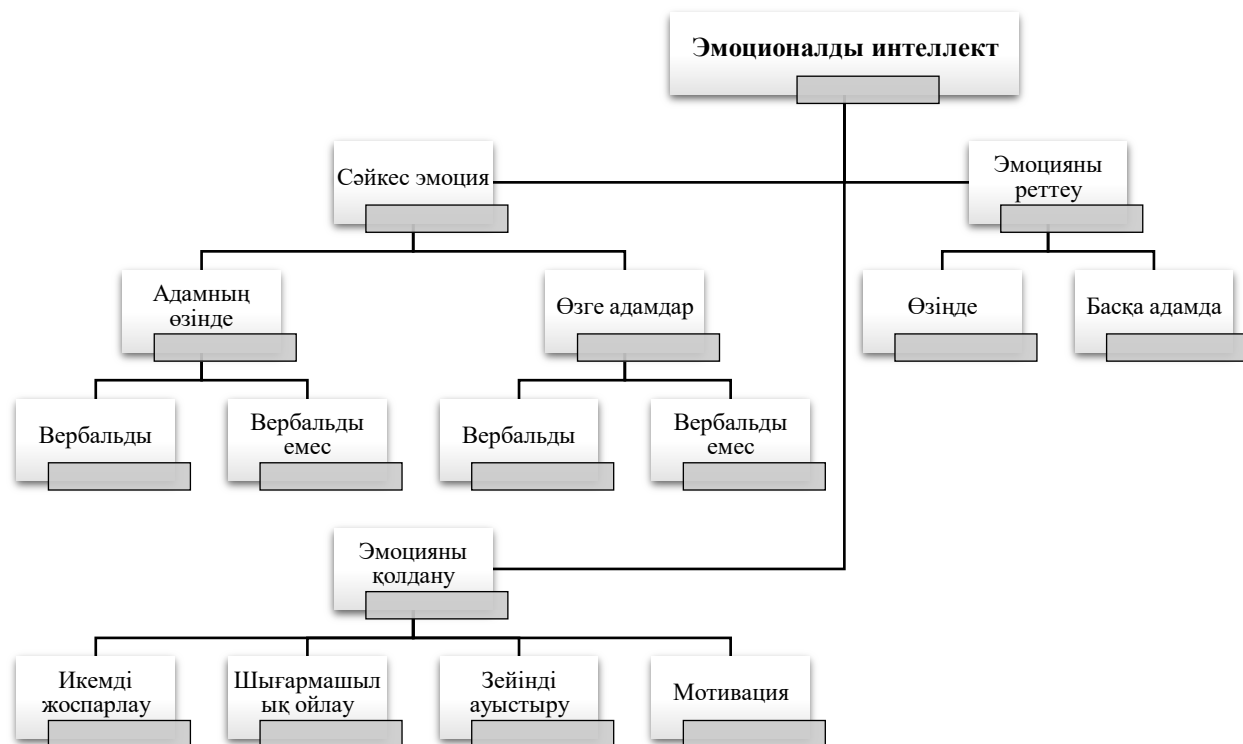 Эмоционалды интеллект
Сәйкес эмоция
Эмоцияны
реттеу
Адамның
өзінде
Өзге адамдар
Өзіңде
Басқа адамда
Вербальды
Вербальды
емес
Вербальды
Вербальды
емес
Эмоцияны
қолдану
Икемді
жоспарлау
Шығармашыл
ық ойлау
Зейінді
ауыстыру
Мотивация